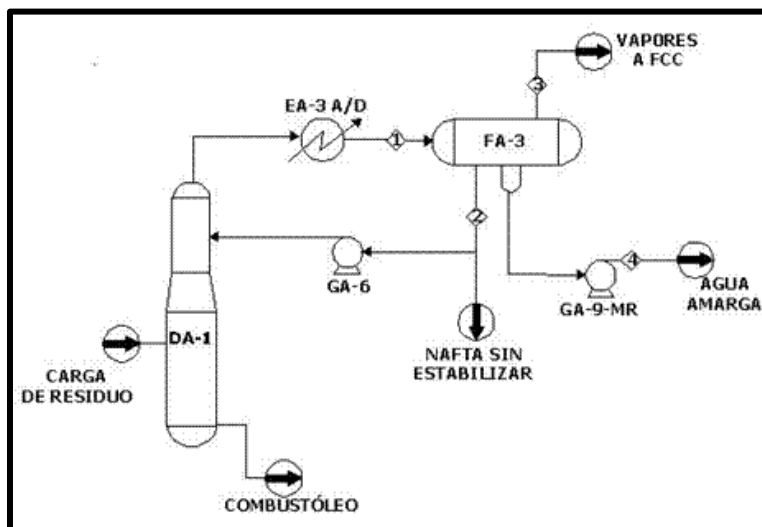 VAPORES
A FCC
3
EA-3 A/D
1
FA-3
2
GA-6
4
GA-9-MR
AGUA
AMARGA
DA-1
CARGA
DE RESIDUO
NAFTA SIN
ESTABILIZAR
COMBUSTÓLEO